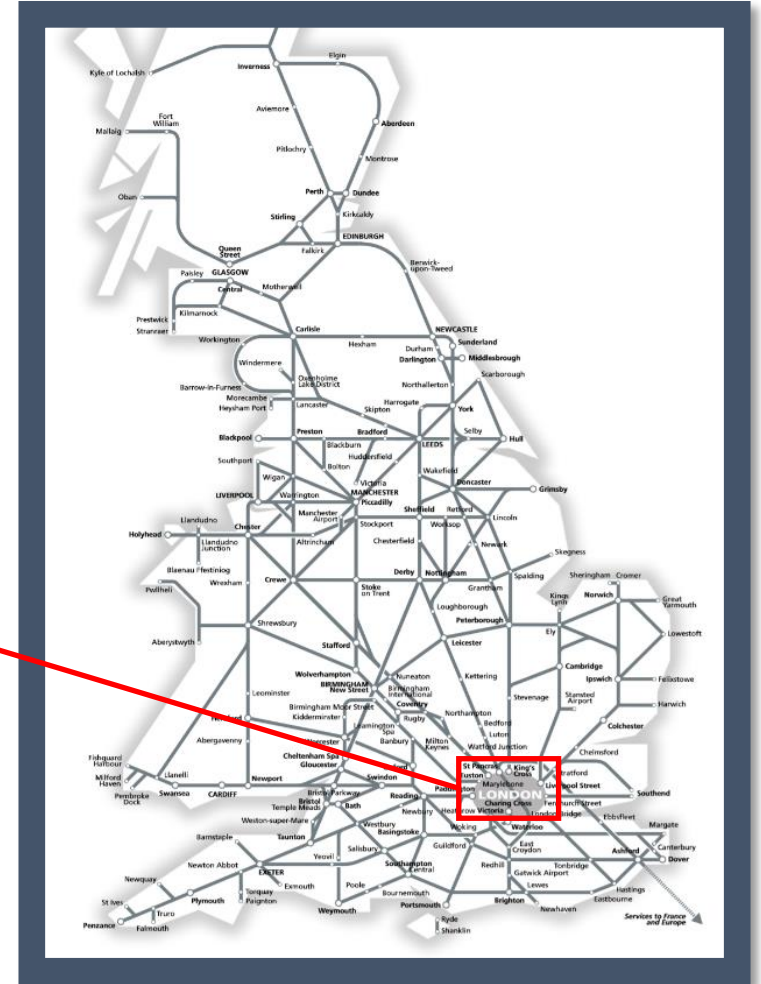 Elgin
Inverness
Kyle of Lochalsh
Aviemore
Fort
William
Aberdeen
Mallaig
Pitlochry
Montrose
Perth
Dundee
Oban
Stirling
Kirkcaldy
EDINBURGH
Queen
Street
Falkirk
Berwick-
upon-Tweed
Paisley
GLASGOW
Central
Motherwell
Kilmarnock
Prestwick
Stranraer
Carlisle
NEWCASTLE
Workington
Hexham
Sunderland
Durham
Darlington
Middlesbrough
Windermere
Scarborough
Oxenholme
Lake District
Barrow-in-Furness
Northallerton
Morecambe
Heysham Port
Lancaster
Harrogate
York
Skipton
Blackpool
Preston
Bradford
Selby
Blackburn
LEEDS
Hull
Huddersfield
Southport
Bolton
Wakefield
Wigan
Victoria
Doncaster
LIVERPOOL
Warrington
MANCHESTER
Piccadilly
Grimsby
Manchester
Airport
Sheffield
Retford
Llandudno
Chester
Stockport
Worksop
Lincoln
Holyhead
Llandudno
Junction
Altrincham
Chesterfield
Newark
Skegness
Blaenau Ffestiniog
Derby
Nottingham
Spalding
Sheringham
Cromer
Pwllheli
Wrexham
Crewe
Stoke
on Trent
Grantham
Kings
Lynn
Norwich
Great
Yarmouth
Loughborough
Shrewsbury
Peterborough
Ely
Lowestoft
Aberystwyth
Stafford
Leicester
Cambridge
Wolverhampton
Kettering
Ipswich
Felixstowe
BIRMINGHAM
New Street
Nuneaton
Birmingham
International
Stevenage
Stansted
Airport
Leominster
Birmingham Moor Street
Coventry
Harwich
Kidderminster
Rugby
Northampton
Bedford
Colchester
Hereford
Leamington
Spa
Luton
Worcester
Banbury
Milton
Keynes
Watford Junction
Abergavenny
Chelmsford
Cheltenham Spa
Gloucester
Oxford
St Pancras
King's
Cross
Stratford
Fishguard
Harbour
Euston
Milford
Haven
Llanelli
Newport
Swindon
Paddington
Marylebone
Liverpool Street
Pembroke
Dock
Swansea
CARDIFF
Bristol Parkway
Reading
LONDON
Southend
Bristol
Temple Meads
Bath
Charing Cross
Fenchurch Street
Newbury
Heathrow
Victoria
London Bridge
Ebbsfleet
Weston-super-Mare
Westbury
Basingstoke
Woking
Waterloo
Margate
Barnstaple
Taunton
Salisbury
Guildford
East
Croydon
Ashford
Canterbury
Newton Abbot
Yeovil
Southampton
Central
Redhill
Tonbridge
Dover
EXETER
Gatwick Airport
Newquay
Exmouth
Poole
Lewes
Hastings
Torquay
Paignton
Bournemouth
Eastbourne
St Ives
Plymouth
Weymouth
Portsmouth
Brighton
Newhaven
Truro
Ryde
Penzance
Falmouth
Shanklin
Services to France
and Europe